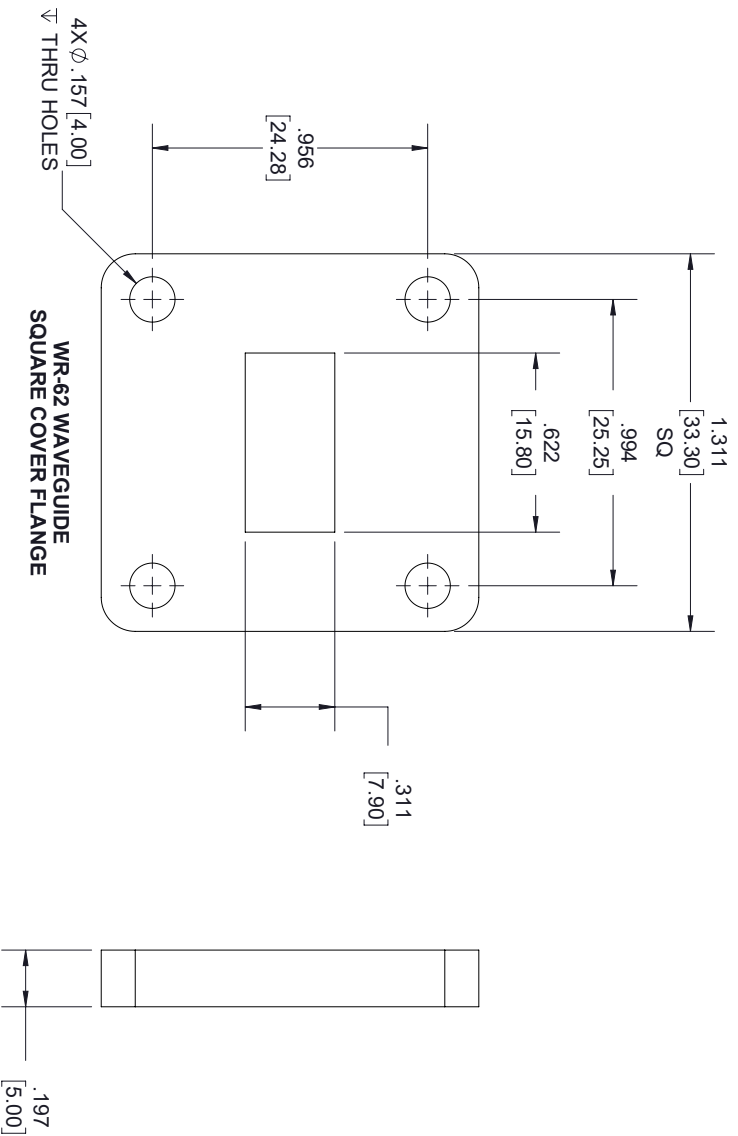 1.311
[33.30]
SQ
.994
[25.25]
.622
[15.80]
.956
[24.28]
.311
[7.90]
4X Ø .157 [4.00]
↧ THRU HOLES
WR-62 WAVEGUIDE
SQUARE COVER FLANGE
.197
[5.00]